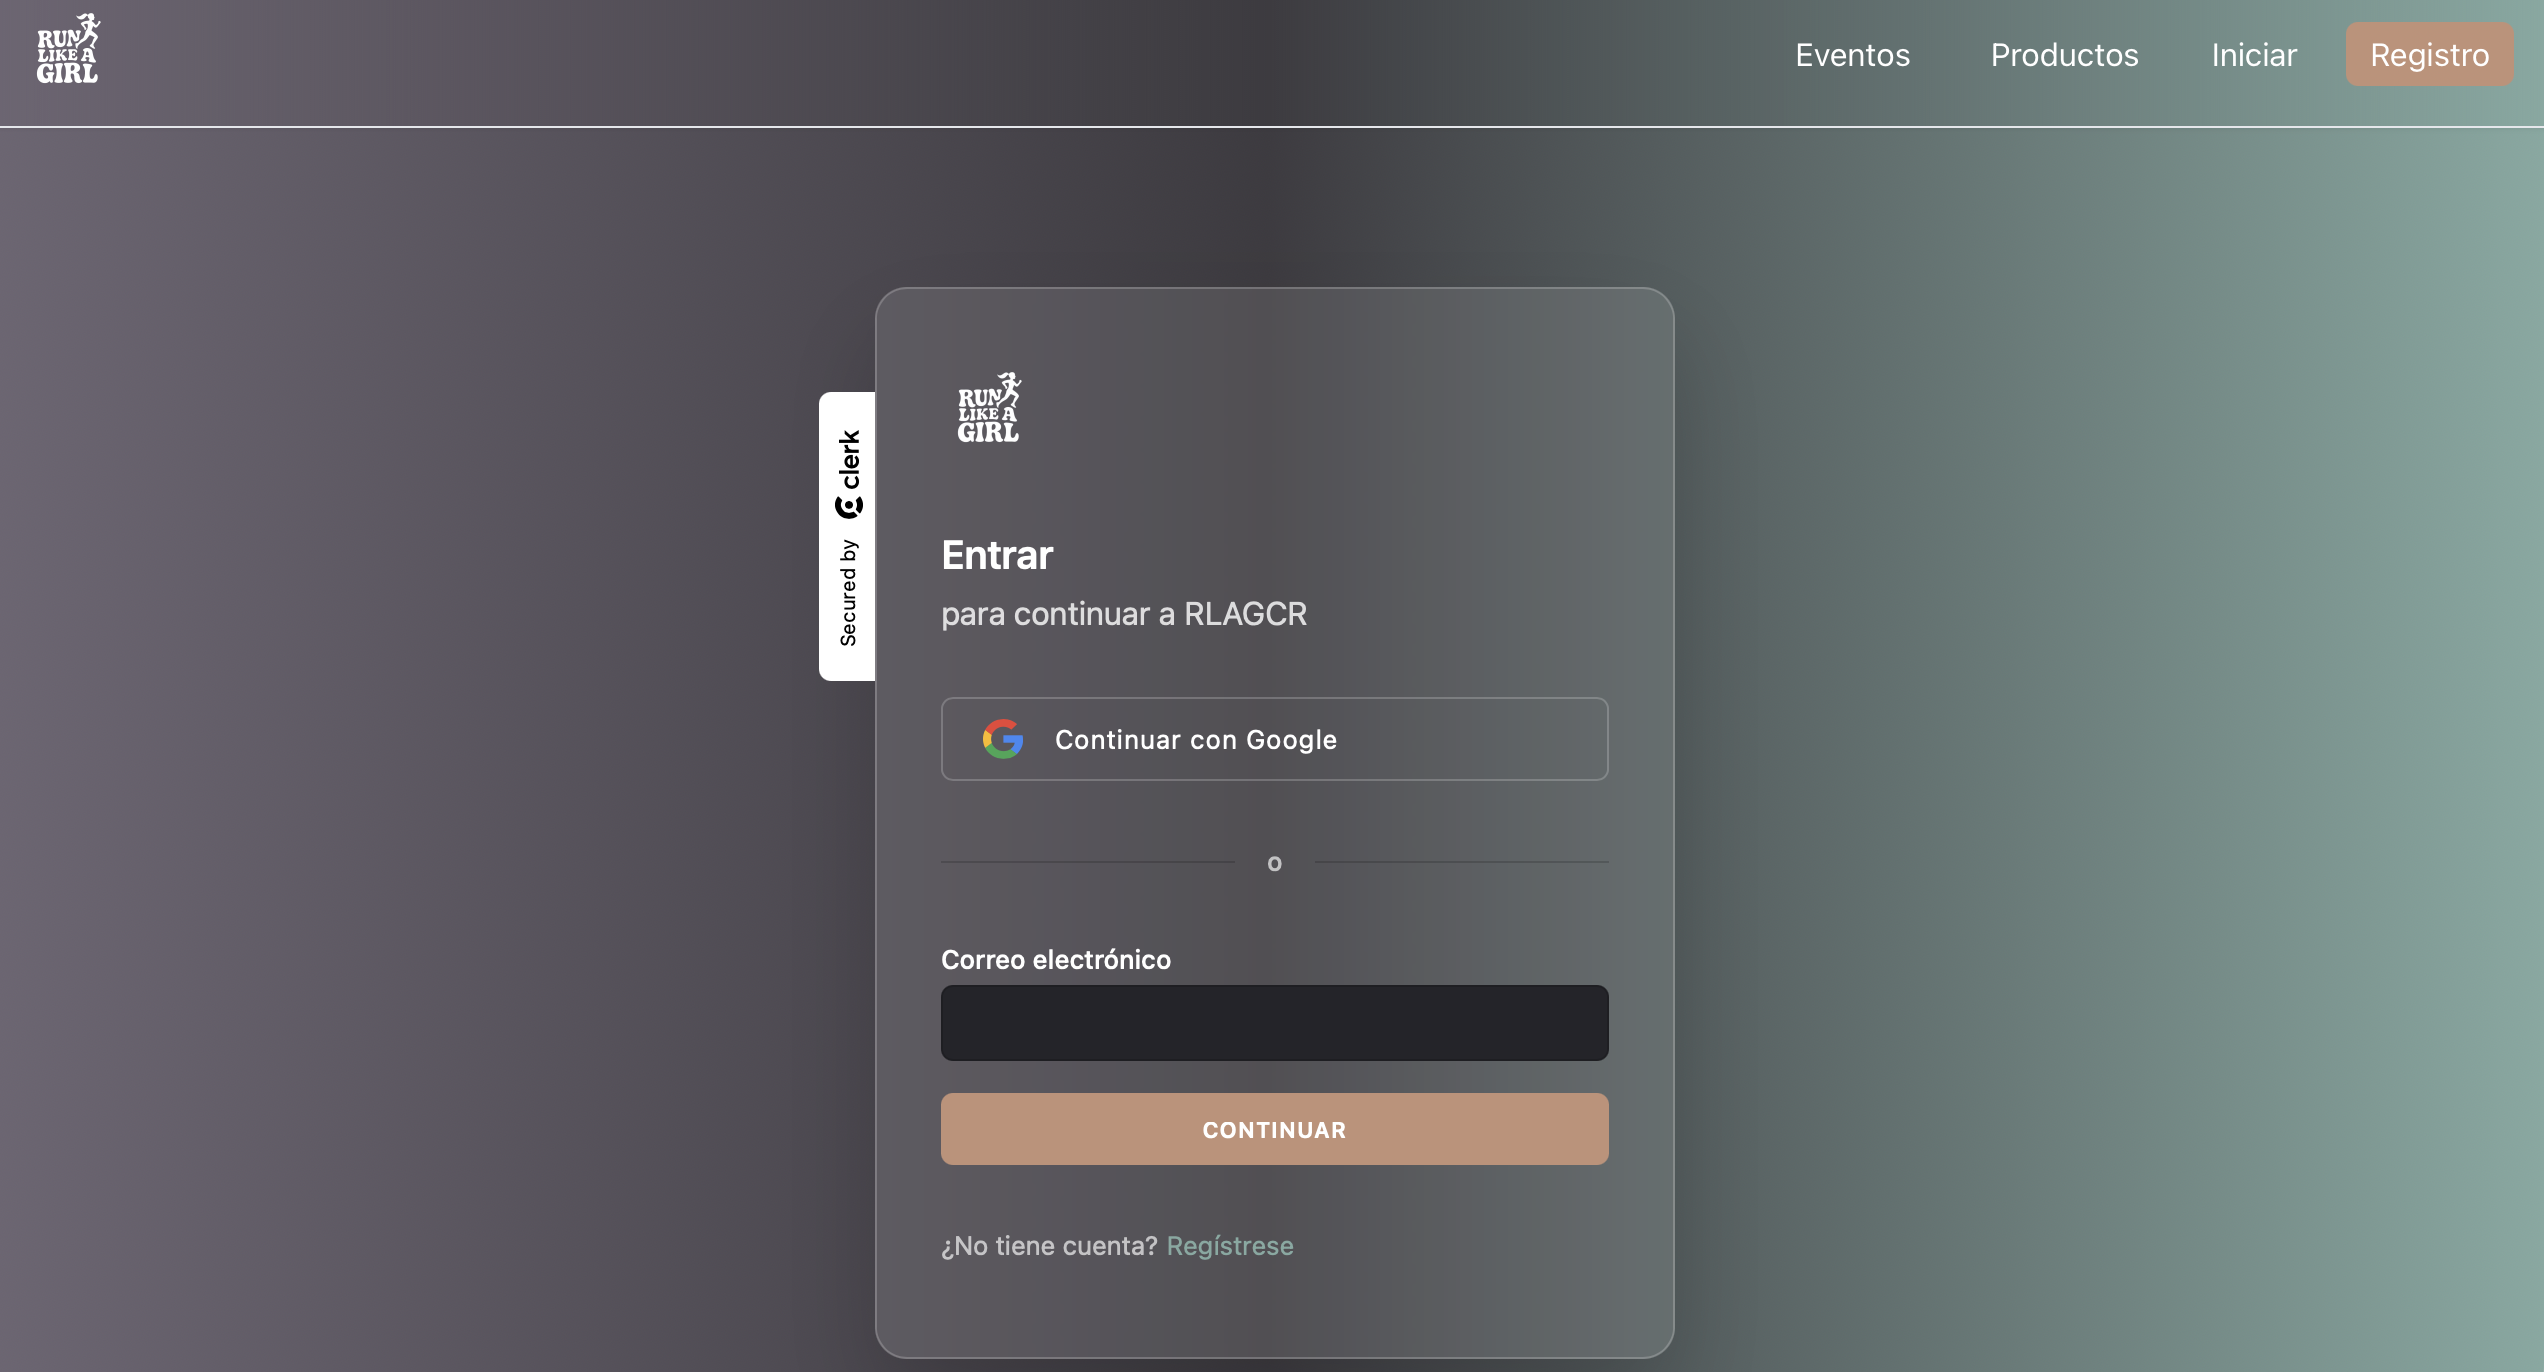 RUN
LIKE A
GIRL
Eventos
Productos
Iniciar
Registro
RUN
LIKE A
GIRL
Secured by clerk
Entrar
para continuar a RLAGCR
Continuar con Google
o
Correo electrónico
CONTINUAR
¿No tiene cuenta? Regístrese